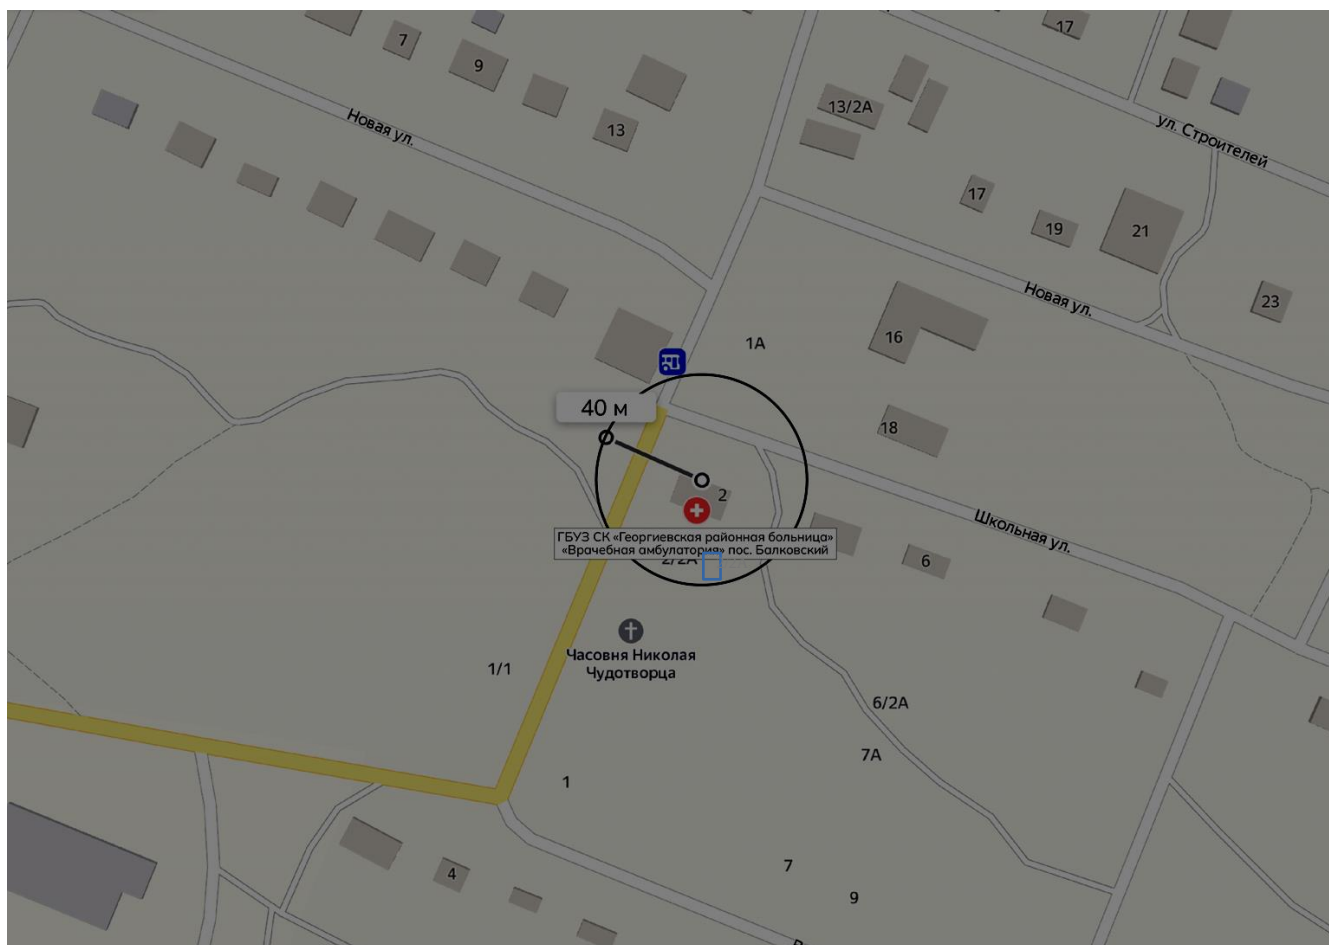 17
7
9
13/2А
Новая ул.
13
ул. Строителей
17
19
21
Новая ул.
23
1А
16
40 м
18
2
Школьная ул.
ГБУЗ СК «Георгиевская районная больница»
«Врачебная амбулатория» пос. Балковский
2/2А
6
Часовня Николая
Чудотворца
1/1
6/2А
7А
1
7
4
9